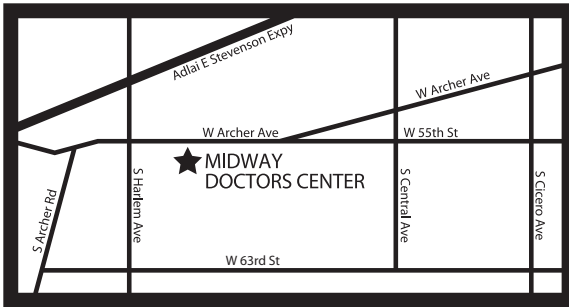 Adlai E Stevenson Expy
W Archer Ave
W Archer Ave
W 55th St
MIDWAY
DOCTORS CENTER
S Archer Rd
S Harlem Ave
S Central Ave
S Cicero Ave
W 63rd St